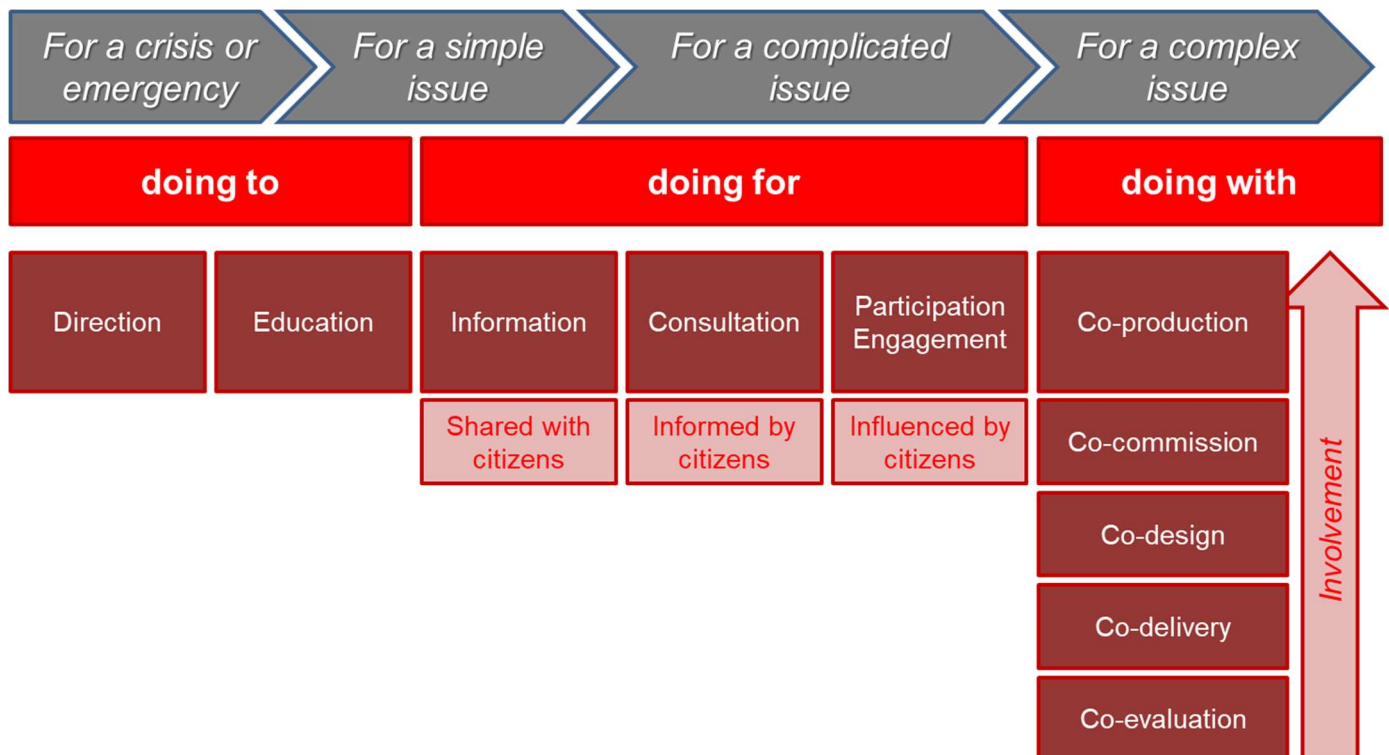 For a crisis or
emergency
For a simple
issue
For a complicated
issue
For a complex
issue
doing to
doing for
doing with
Direction
Education
Information
Consultation
Participation
Engagement
Co-production
Shared with
citizens
Informed by
citizens
Influenced by
citizens
Co-commission
Co-design
Co-delivery
Co-evaluation
Involvement